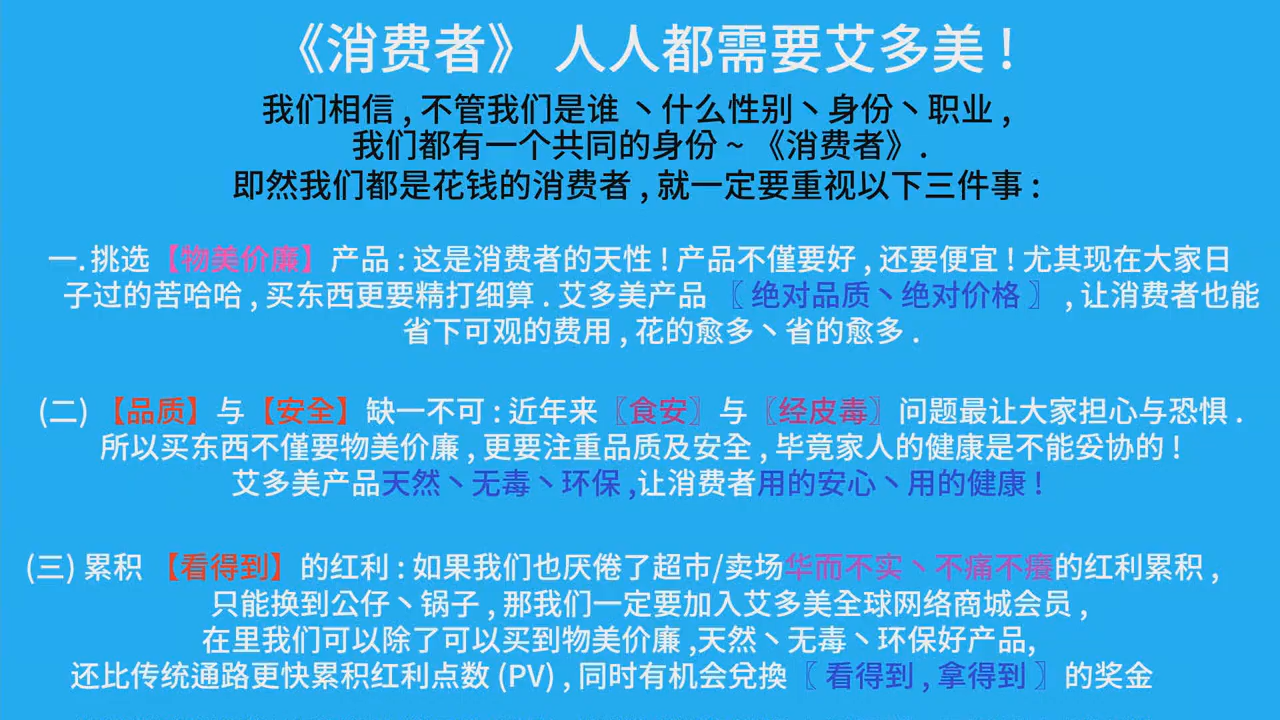 《消费者》 人人都需要艾多美！
我们相信，不管我们是谁 丶什么性别丶身份丶职业，
我们都有一个共同的身份 ~ 《消费者》.
即然我们都是花钱的消费者，就一定要重视以下三件事：
一. 挑选【物美价廉】产品：这是消费者的天性！产品不僅要好，还要便宜！尤其现在大家日
子过的苦哈哈，买东西更要精打细算．艾多美产品 〖 绝对品质丶绝对价格 〗，让消费者也能
省下可观的费用，花的愈多丶省的愈多．
(二) 【品质】与【安全】缺一不可：近年来〖食安〗与〖经皮毒〗问题最让大家担心与恐惧．
所以买东西不僅要物美价廉，更要注重品质及安全，毕竟家人的健康是不能妥协的！
艾多美产品天然丶无毒丶环保,让消费者用的安心丶用的健康！
(三) 累积 【看得到】的红利：如果我们也厌倦了超市/卖场华而不实丶不痛不癢的红利累积，
只能换到公仔丶锅子，那我们一定要加入艾多美全球网络商城会员，
在里我们可以除了可以买到物美价廉,天然丶无毒丶环保好产品,
还比传统通路更快累积红利点数 (PV)，同时有机会兌換〖 看得到，拿得到 〗的奖金